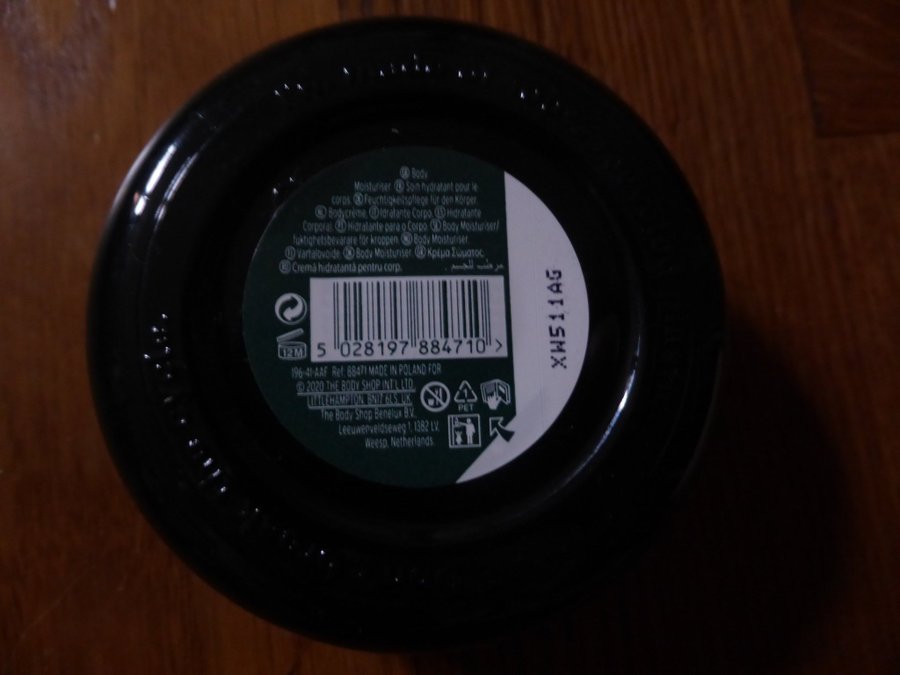 Body
Moisturiser. Soin hydratant pour le
corps. Feuchtigkeitspflege für den Körper.
Bodycrème. Idratante Corpo. Hidratante
Corporal. Hidratante para o Corpo. Body Moisturiser/
fuktighetsbevarare för kroppen. Body Moisturiser.
Vartalovoide. Body Moisturiser. Κρέμα Σώματος.
Cremă hidratantă pentru corp.
12M
5 028197 884710 >
196-41-AAF Ref: 88471 MADE IN POLAND FOR
© 2020 THE BODY SHOP INT'L LTD.
LITTLEHAMPTON, BN17 6LS, UK.
The Body Shop Benelux B.V.
Leeuwenveldseweg 1, 1382 LV.
Weesp, Netherlands.
PET
XW511AG